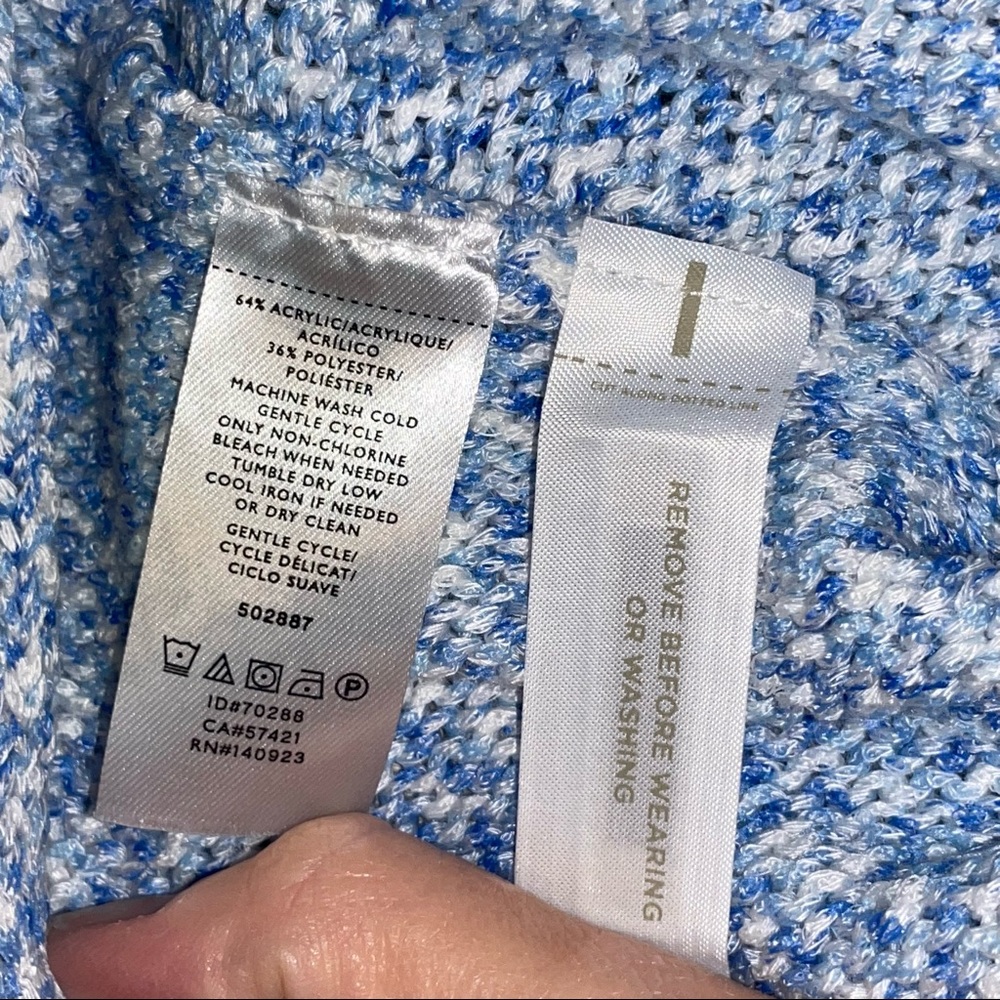 64% ACRYLIC/ACRYLIQUE/
ACRÍLICO
36% POLYESTER/
POLIÉSTER
MACHINE WASH COLD
GENTLE CYCLE
ONLY NON-CHLORINE
BLEACH WHEN NEEDED
TUMBLE DRY LOW
COOL IRON IF NEEDED
OR DRY CLEAN
GENTLE CYCLE/
CYCLE DÉLICAT/
CICLO SUAVE
502887
P
ID#70288
CA#57421
RN#140923
CUT ALONG DOTTED LINE
REMOVE BEFORE WEARING
OR WASHING